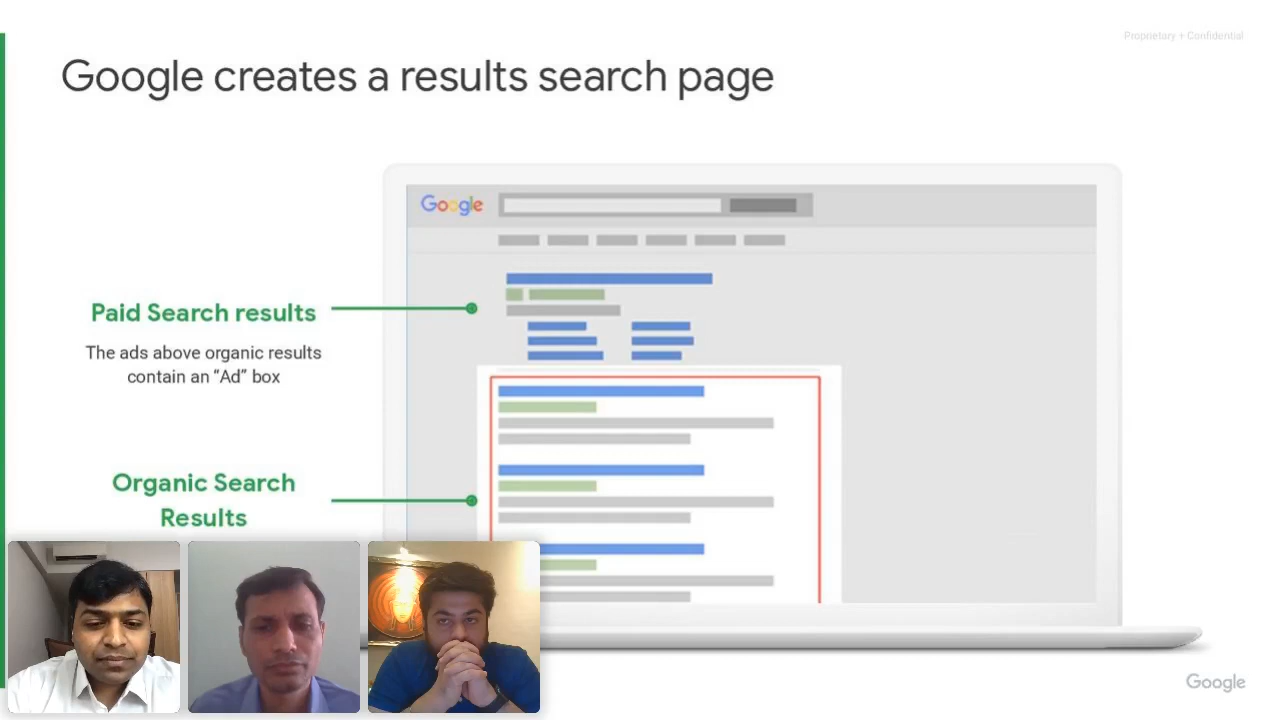 Proprietary + Confidential
Google creates a results search page
Google
Paid Search results
The ads above organic results
contain an “Ad” box
Organic Search
Results
Google